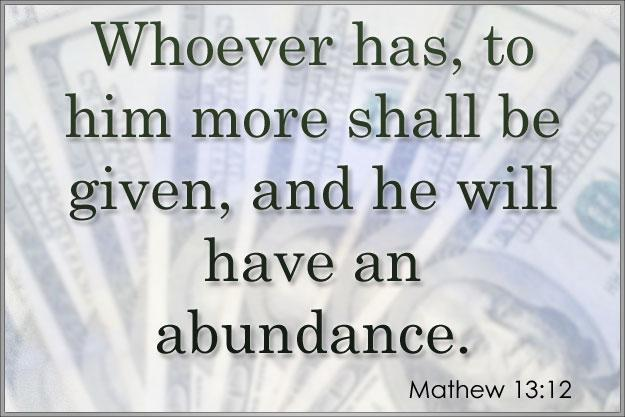 Whoever has, to
him more shall be
given, and he will
have an
abundance.
Mathew 13:12